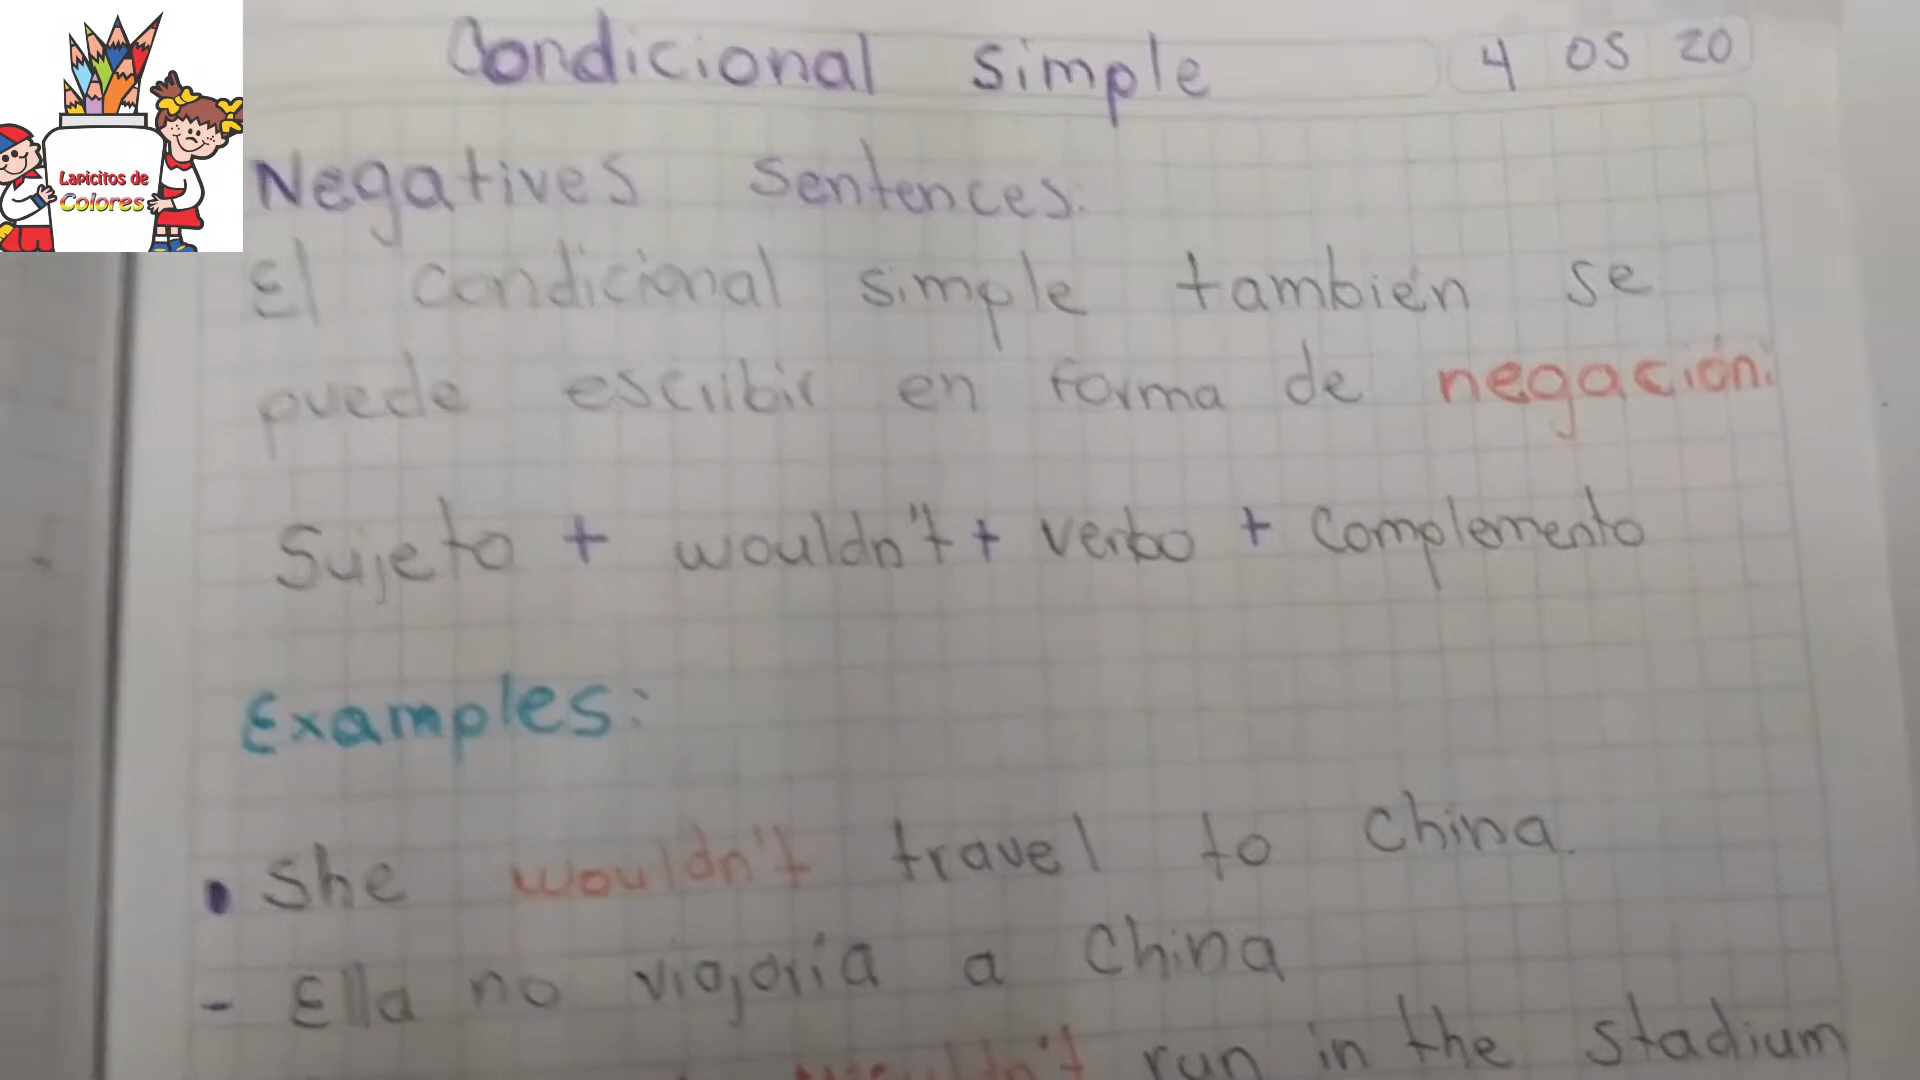 Lapicitos de
Colores
Condicional simple 4 05 20
Negatives sentences:
El condicional simple también se
puede escribir en forma de negación:
Sujeto + wouldn't + verbo + complemento
Examples:
• She wouldn't travel to China.
- Ella no viajaría a China
wouldn't run in the stadium